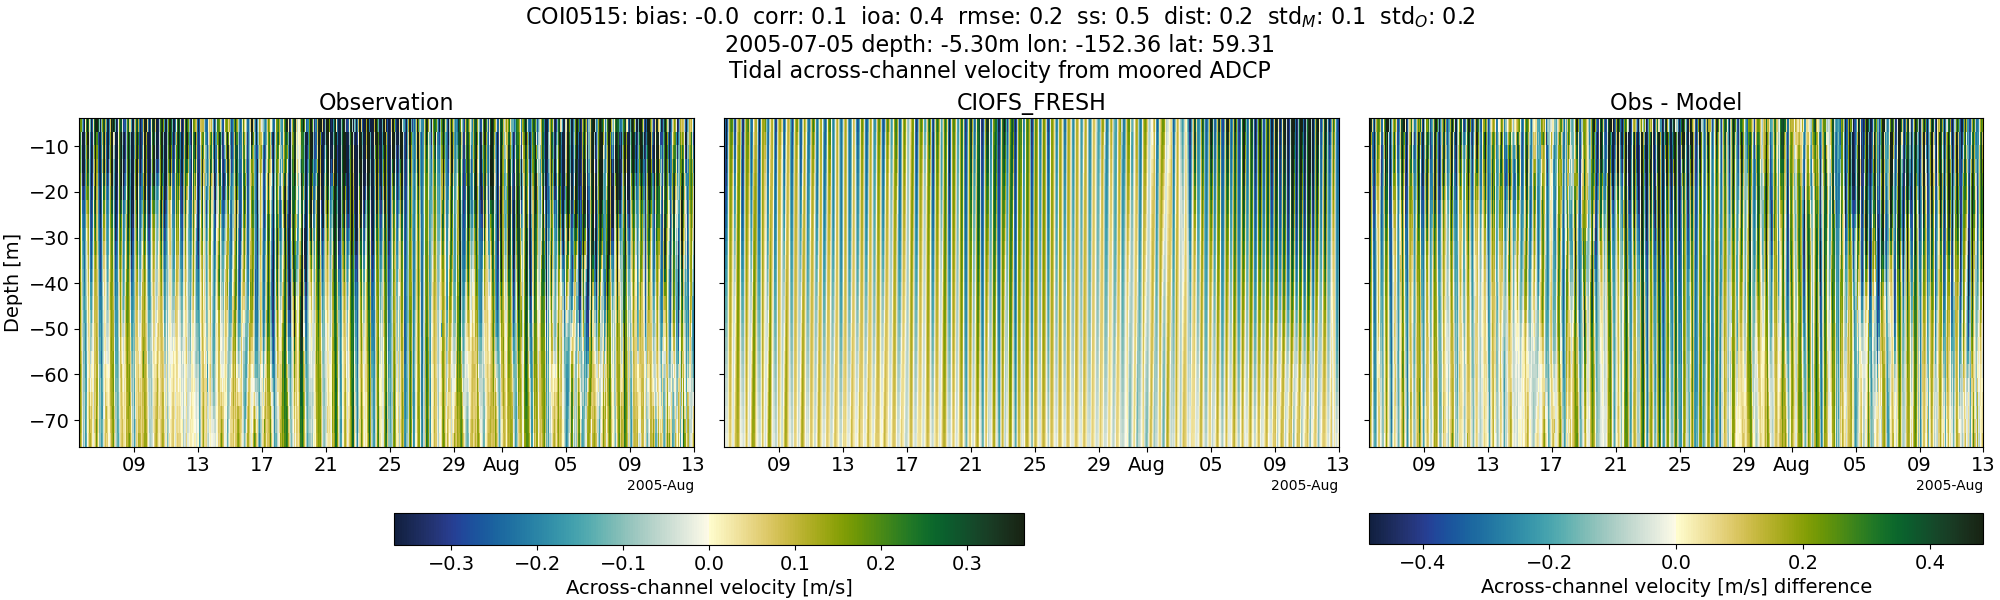 COI0515: bias: -0.0 corr: 0.1 ioa: 0.4 rmse: 0.2 ss: 0.5 dist: 0.2 std_M: 0.1 std_O: 0.2
2005-07-05 depth: -5.30m lon: -152.36 lat: 59.31
Tidal across-channel velocity from moored ADCP
Observation
CIOFS_FRESH
Obs - Model
Depth [m]
−10
−20
−30
−40
−50
−60
−70
09 13 17 21 25 29 Aug 05 09 13
2005-Aug
09 13 17 21 25 29 Aug 05 09 13
2005-Aug
09 13 17 21 25 29 Aug 05 09 13
2005-Aug
−0.3 −0.2 −0.1 0.0 0.1 0.2 0.3
Across-channel velocity [m/s]
−0.4 −0.2 0.0 0.2 0.4
Across-channel velocity [m/s] difference